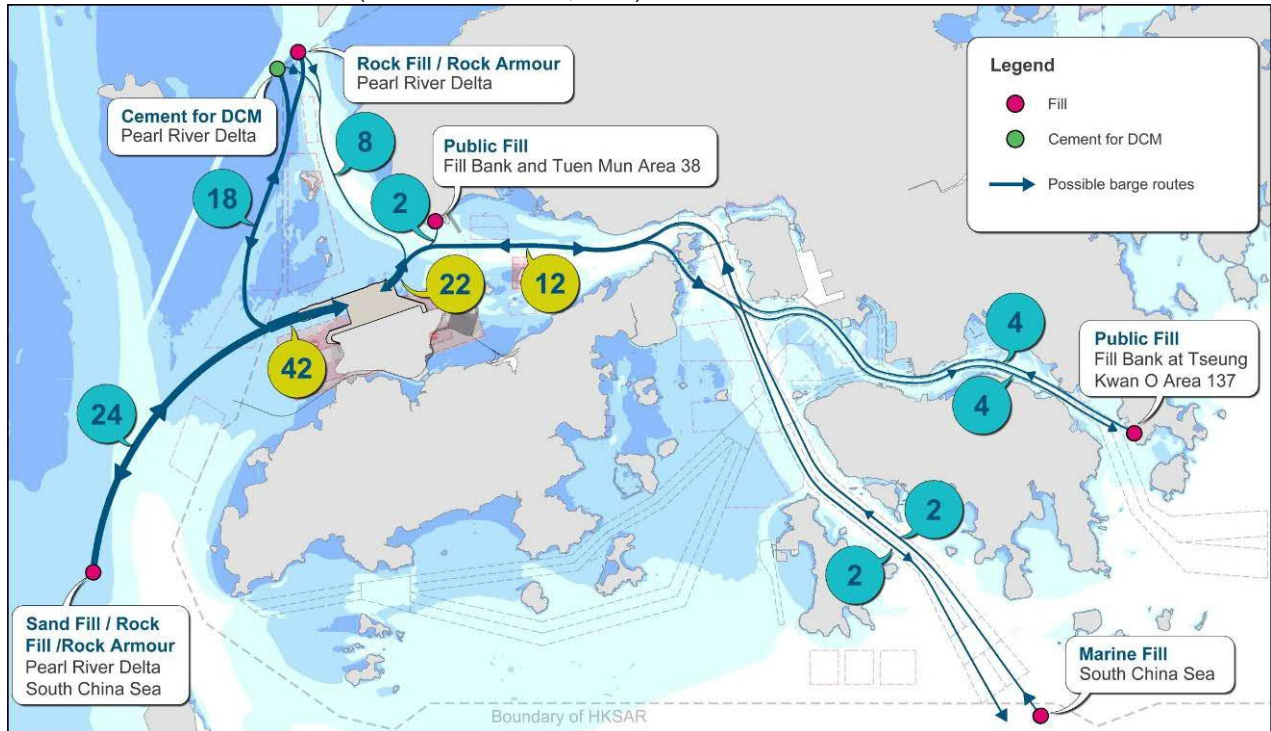 Rock Fill / Rock Armour
Pearl River Delta
Cement for DCM
Pearl River Delta
Public Fill
Fill Bank and Tuen Mun Area 38
Legend
Fill
Cement for DCM
Possible barge routes
8
2
18
22
12
42
24
4
4
Public Fill
Fill Bank at Tseung
Kwan O Area 137
2
2
Sand Fill / Rock
Fill /Rock Armour
Pearl River Delta
South China Sea
Marine Fill
South China Sea
Boundary of HKSAR